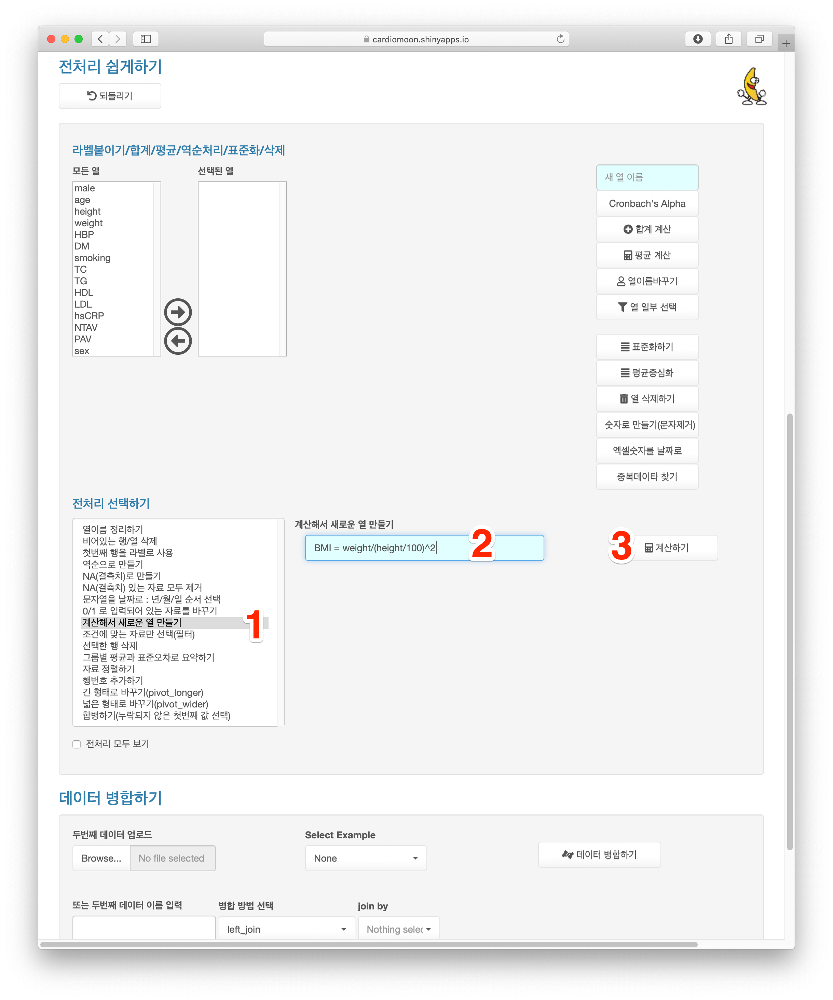 cardiomoon.shinyapps.io
전처리 쉽게하기
되돌리기
라벨붙이기/합계/평균/역순처리/표준화/삭제
모든 열
선택된 열
male
age
height
weight
HBP
DM
smoking
TC
TG
HDL
LDL
hsCRP
NTAV
PAV
sex
새 열 이름
Cronbach's Alpha
합계 계산
평균 계산
열이름바꾸기
열 일부 선택
표준화하기
평균중심화
열 삭제하기
숫자로 만들기(문자제거)
엑셀숫자를 날짜로
중복데이타 찾기
전처리 선택하기
열이름 정리하기
비어있는 행/열 삭제
첫번째 행을 라벨로 사용
역순으로 만들기
NA(결측치)로 만들기
NA(결측치) 있는 자료 모두 제거
문자열을 날짜로 : 년/월/일 순서 선택
0/1 로 입력되어 있는 자료를 바꾸기
계산해서 새로운 열 만들기
1
조건에 맞는 자료만 선택(필터)
선택한 행 삭제
그룹별 평균과 표준오차로 요약하기
자료 정렬하기
행번호 추가하기
긴 형태로 바꾸기(pivot_longer)
넓은 형태로 바꾸기(pivot_wider)
합병하기(누락되지 않은 첫번째 값 선택)
계산해서 새로운 열 만들기
BMI = weight/(height/100)^2
2
3
계산하기
전처리 모두 보기
데이터 병합하기
두번째 데이터 업로드
Select Example
Browse...
No file selected
None
데이터 병합하기
또는 두번째 데이터 이름 입력
병합 방법 선택
join by
left_join
Nothing selec